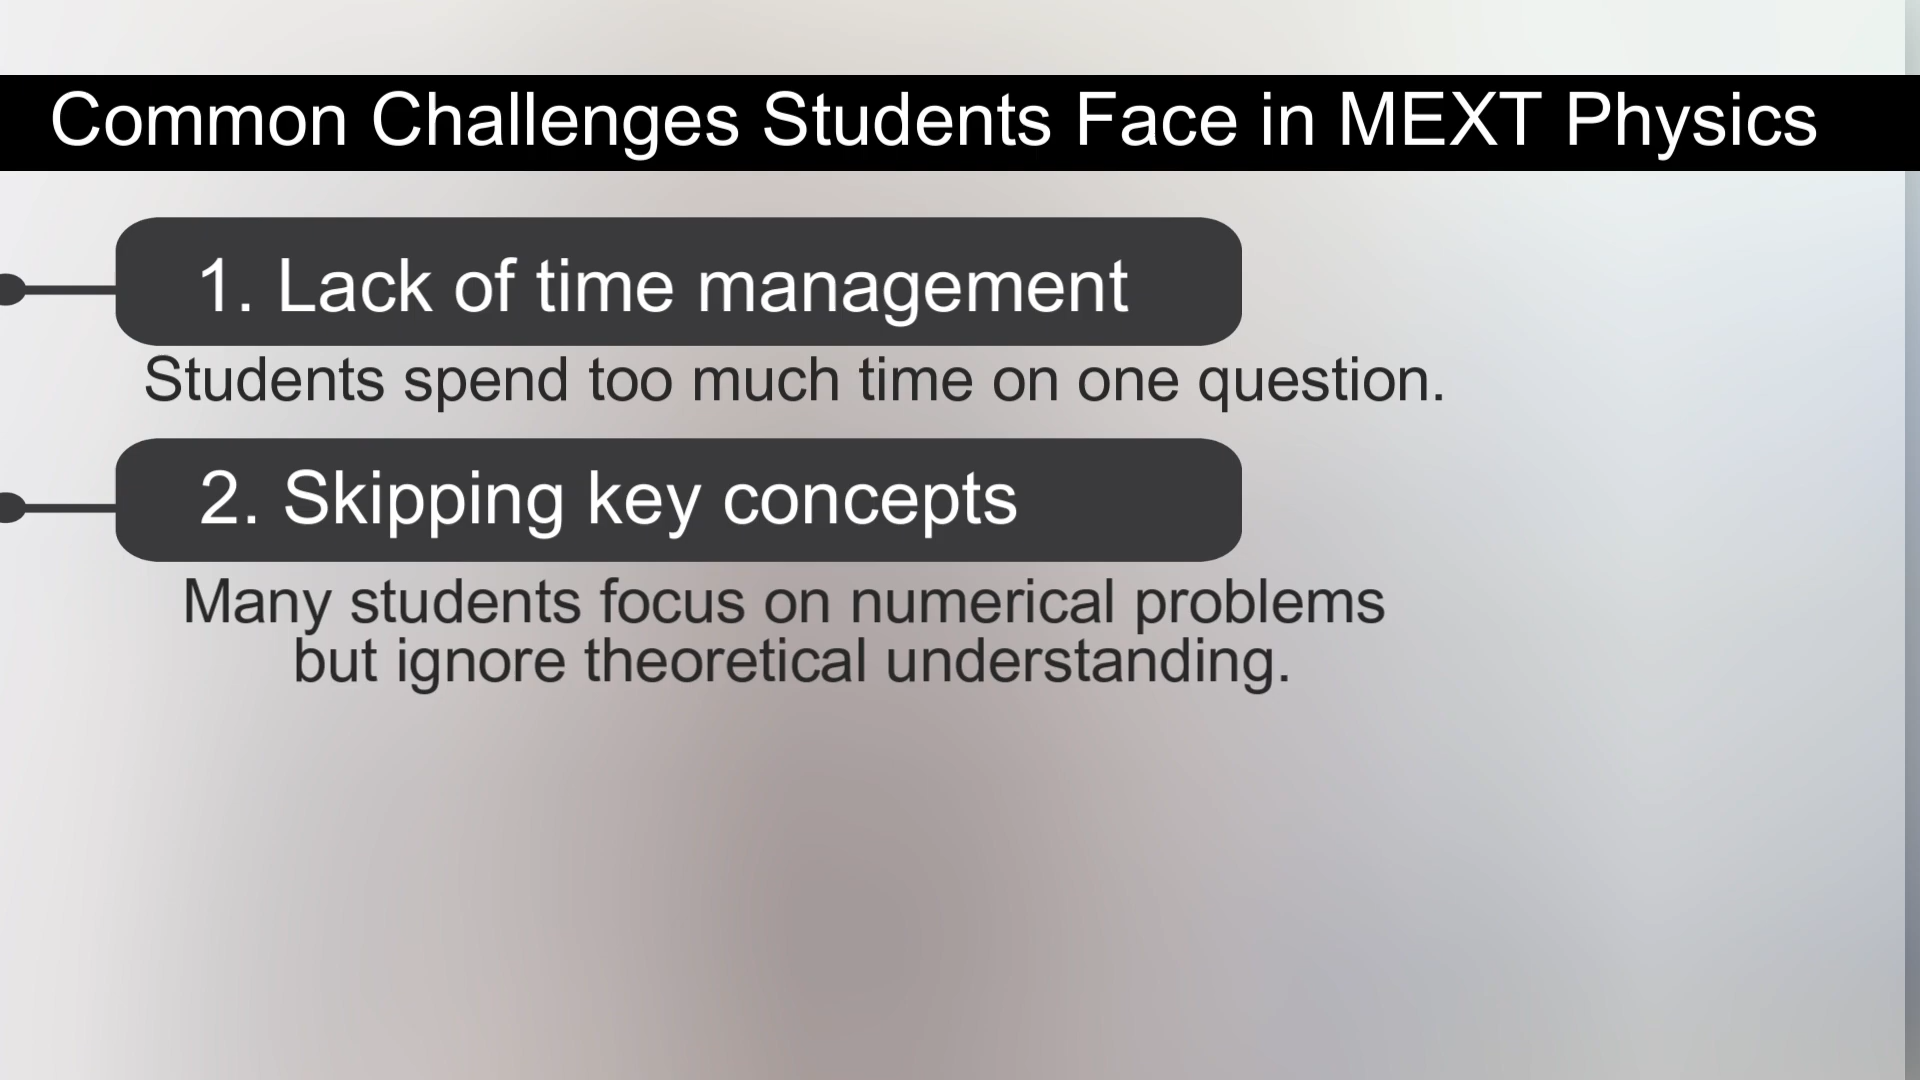 Common Challenges Students Face in MEXT Physics
1. Lack of time management
Students spend too much time on one question.
2. Skipping key concepts
Many students focus on numerical problems
but ignore theoretical understanding.